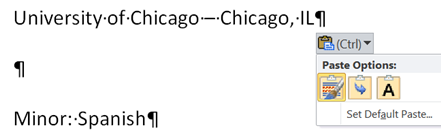 University·of·Chicago·–·Chicago,·IL¶
(Ctrl)
¶
Paste Options:
A
Set Default Paste...
Minor:·Spanish¶